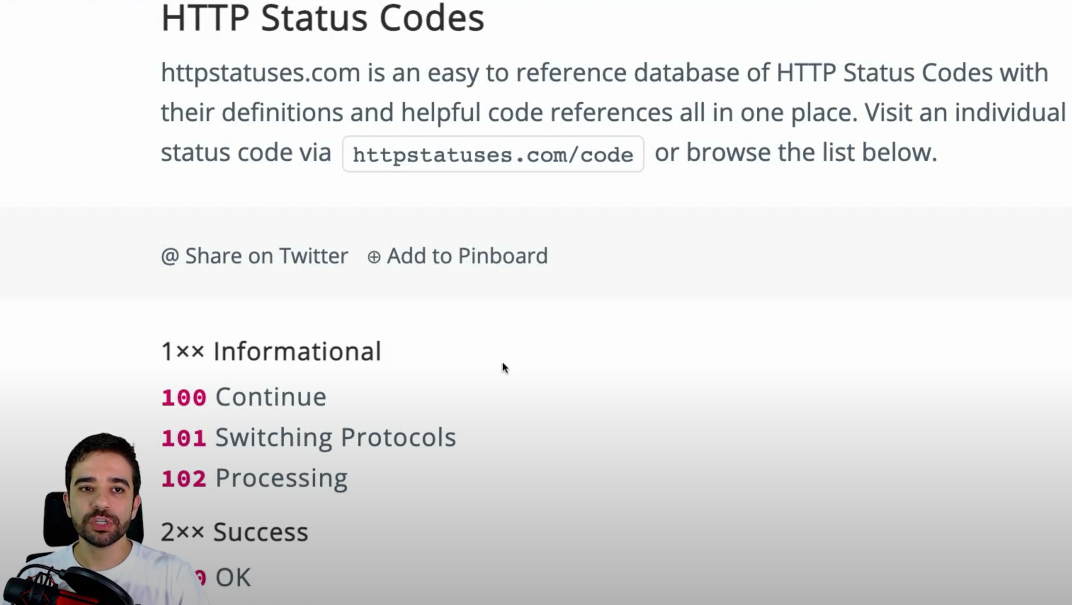 HTTP Status Codes
httpstatuses.com is an easy to reference database of HTTP Status Codes with
their definitions and helpful code references all in one place. Visit an individual
status code via httpstatuses.com/code or browse the list below.
@ Share on Twitter ⊕ Add to Pinboard
1×× Informational
100 Continue
101 Switching Protocols
102 Processing
2×× Success
0 OK